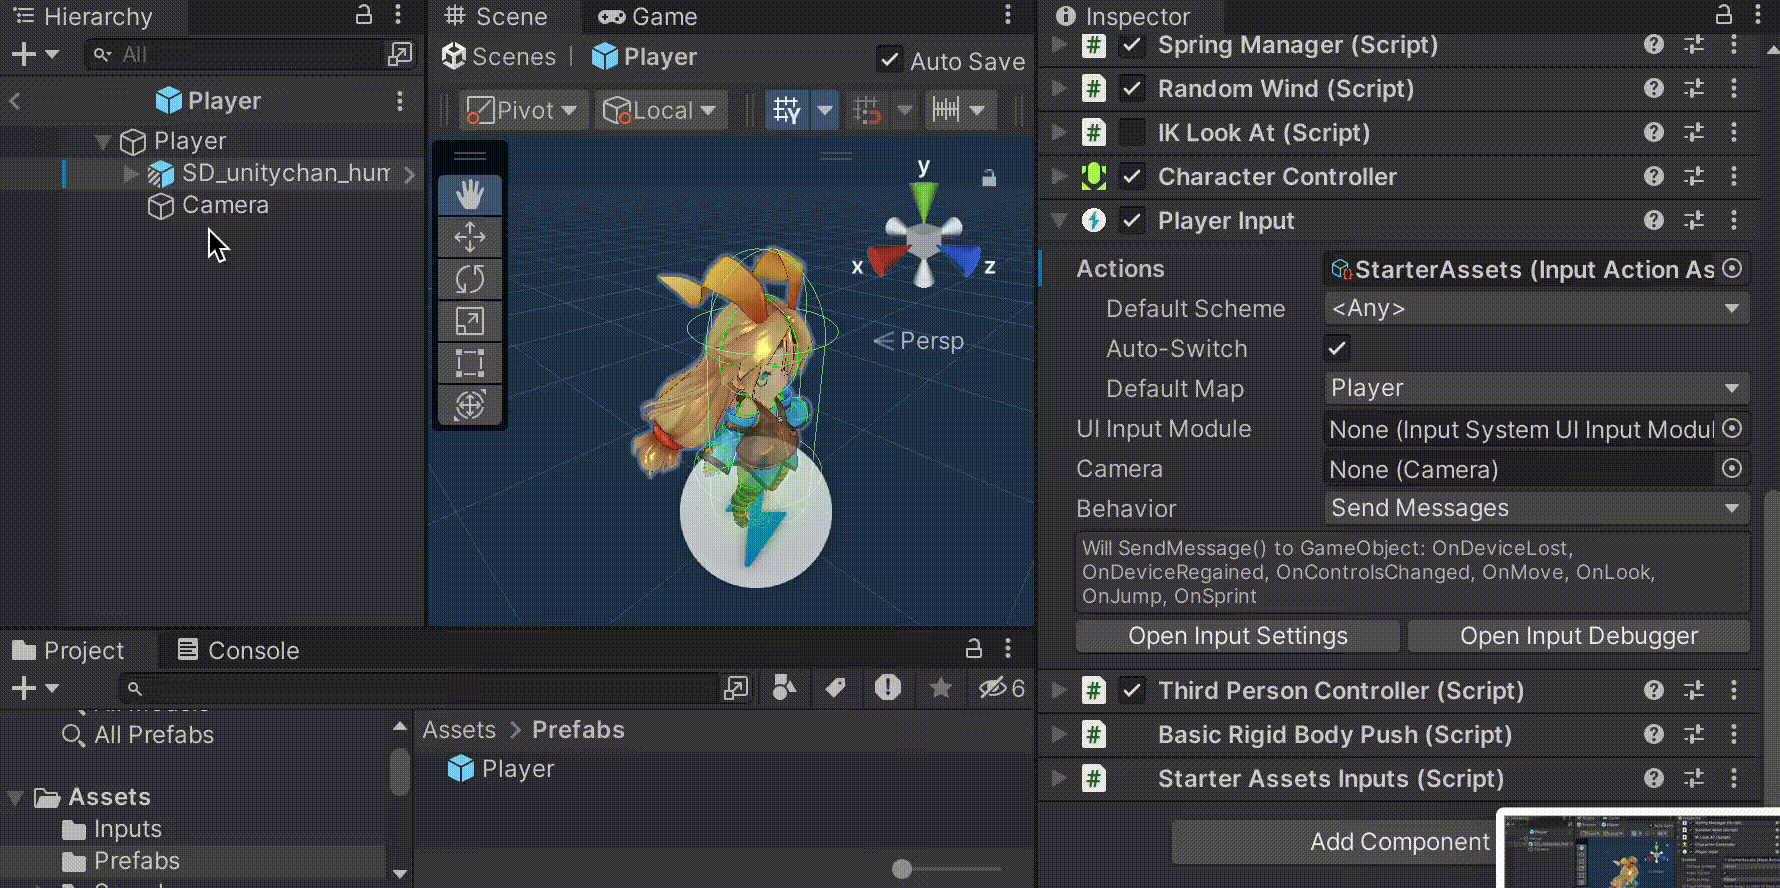 Hierarchy
All
Player
Player
SD_unitychan_hum
Camera
Scene
Game
Scenes
Player
Auto Save
Pivot
Local
y
x
z
Persp
Inspector
Spring Manager (Script)
Random Wind (Script)
IK Look At (Script)
Character Controller
Player Input
Actions
StarterAssets (Input Action As
Default Scheme
<Any>
Auto-Switch
Default Map
Player
UI Input Module
None (Input System UI Input Modul
Camera
None (Camera)
Behavior
Send Messages
Will SendMessage() to GameObject: OnDeviceLost,
OnDeviceRegained, OnControlsChanged, OnMove, OnLook,
OnJump, OnSprint
Open Input Settings
Open Input Debugger
Third Person Controller (Script)
Basic Rigid Body Push (Script)
Starter Assets Inputs (Script)
Add Component
Project
Console
6
All Prefabs
Assets
Inputs
Prefabs
Assets > Prefabs
Player